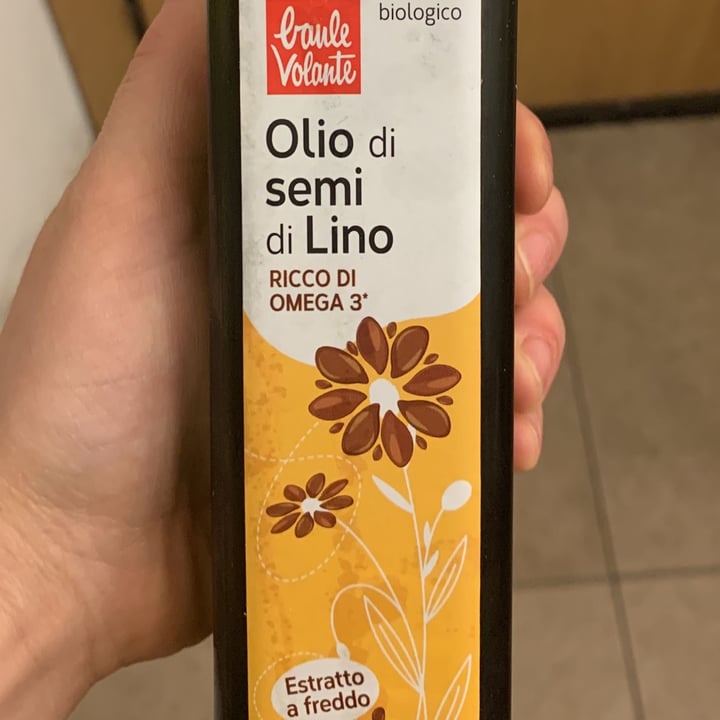 biologico
baule
volante
Olio di
semi
di Lino
RICCO DI
OMEGA 3*
Estratto
a freddo*